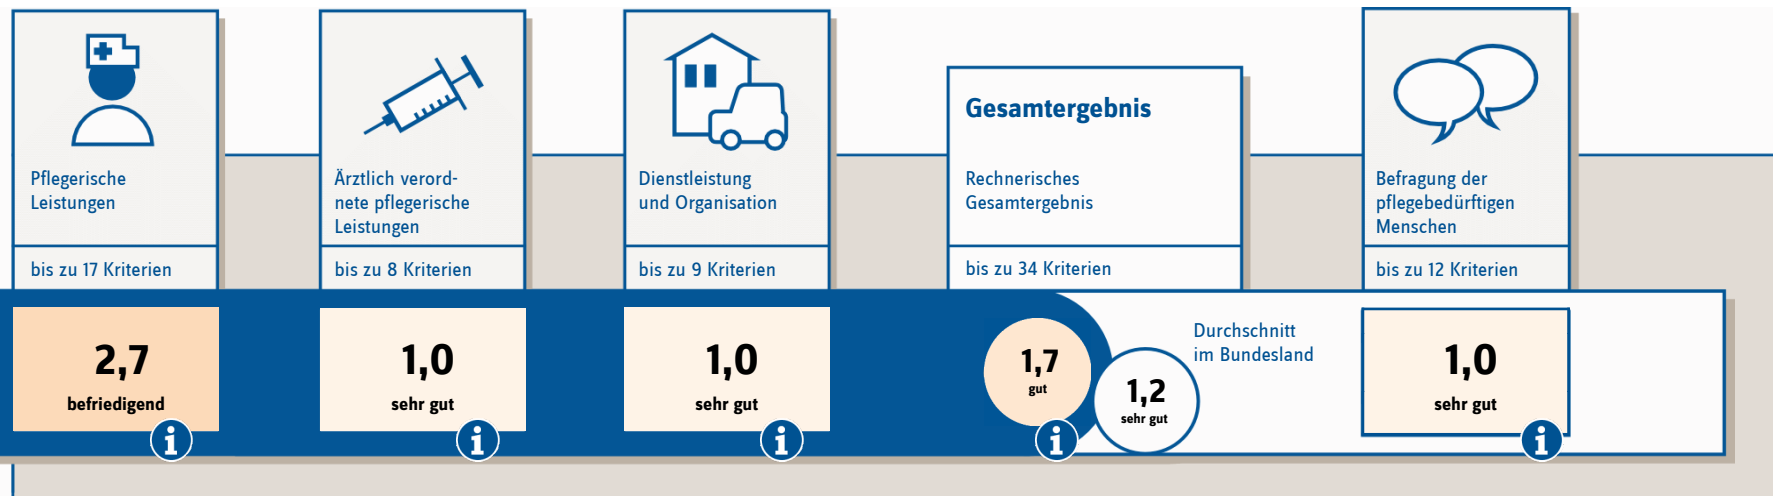 Pflegerische
Leistungen
bis zu 17 Kriterien
2,7
befriedigend
i
Ärztlich verord-
nete pflegerische
Leistungen
bis zu 8 Kriterien
1,0
sehr gut
i
Dienstleistung
und Organisation
bis zu 9 Kriterien
1,0
sehr gut
i
Gesamtergebnis
Rechnerisches
Gesamtergebnis
bis zu 34 Kriterien
1,7
gut
i
Durchschnitt
im Bundesland
1,2
sehr gut
Befragung der
pflegebedürftigen
Menschen
bis zu 12 Kriterien
1,0
sehr gut
i